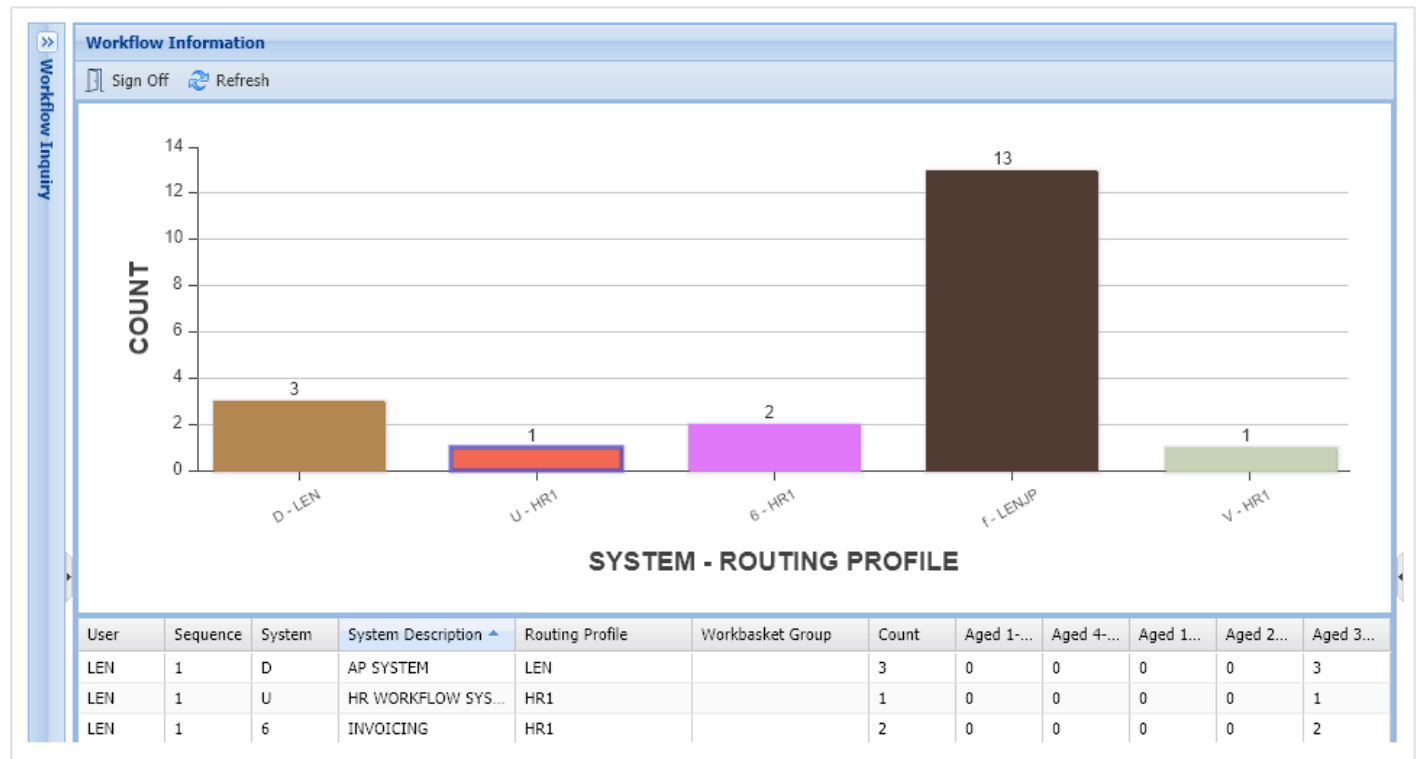 Workflow Inquiry
Workflow Information
Sign Off Refresh
14
12
10
8
6
4
2
0
COUNT
3
1
2
13
1
D - LEN
U - HR1
6 - HR1
f - LENJP
V - HR1
SYSTEM - ROUTING PROFILE
User Sequence System System Description Routing Profile Workbasket Group Count Aged 1-... Aged 4-... Aged 1... Aged 2... Aged 3...
LEN 1 D AP SYSTEM LEN 3 0 0 0 0 3
LEN 1 U HR WORKFLOW SYS... HR1 1 0 0 0 0 1
LEN 1 6 INVOICING HR1 2 0 0 0 0 2